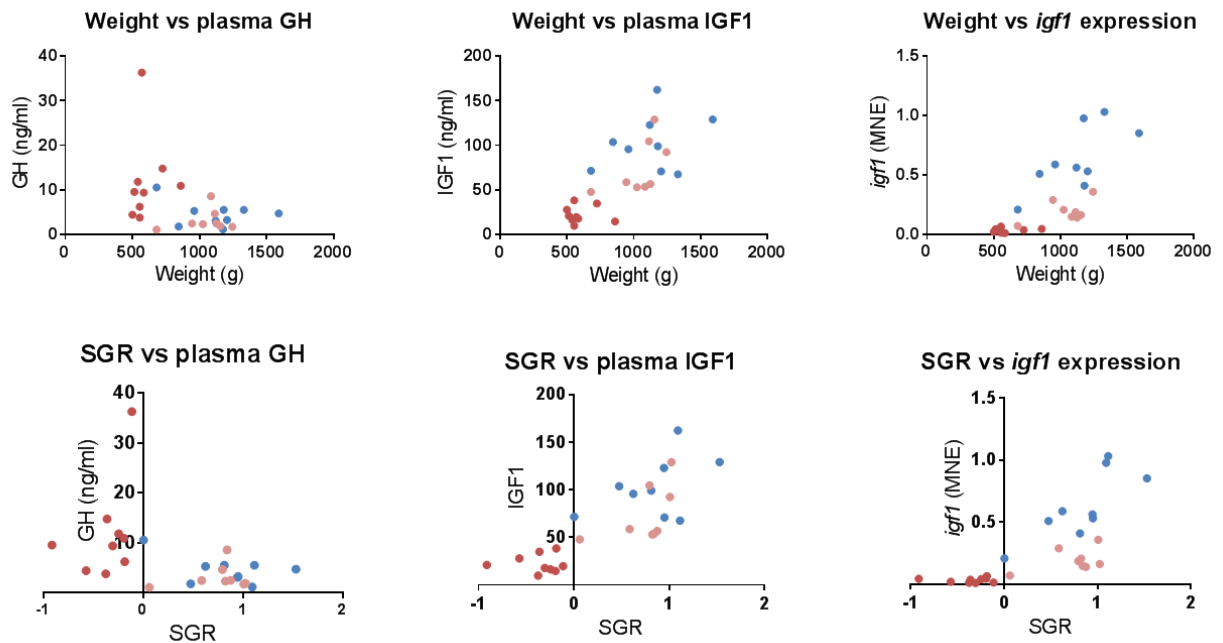 Weight vs plasma GH
40
30
20
10
0
GH (ng/ml)
0
500
1000
1500
2000
Weight (g)
Weight vs plasma IGF1
200
150
100
50
0
IGF1 (ng/ml)
0
500
1000
1500
2000
Weight (g)
Weight vs igf1 expression
1.5
1.0
0.5
0.0
igf1 (MNE)
0
500
1000
1500
2000
Weight (g)
SGR vs plasma GH
40
30
20
10
GH (ng/ml)
-1
0
1
2
SGR
SGR vs plasma IGF1
200
150
100
50
IGF1
-1
0
1
2
SGR
SGR vs igf1 expression
1.5
1.0
0.5
igf1 (MNE)
-1
0
1
2
SGR